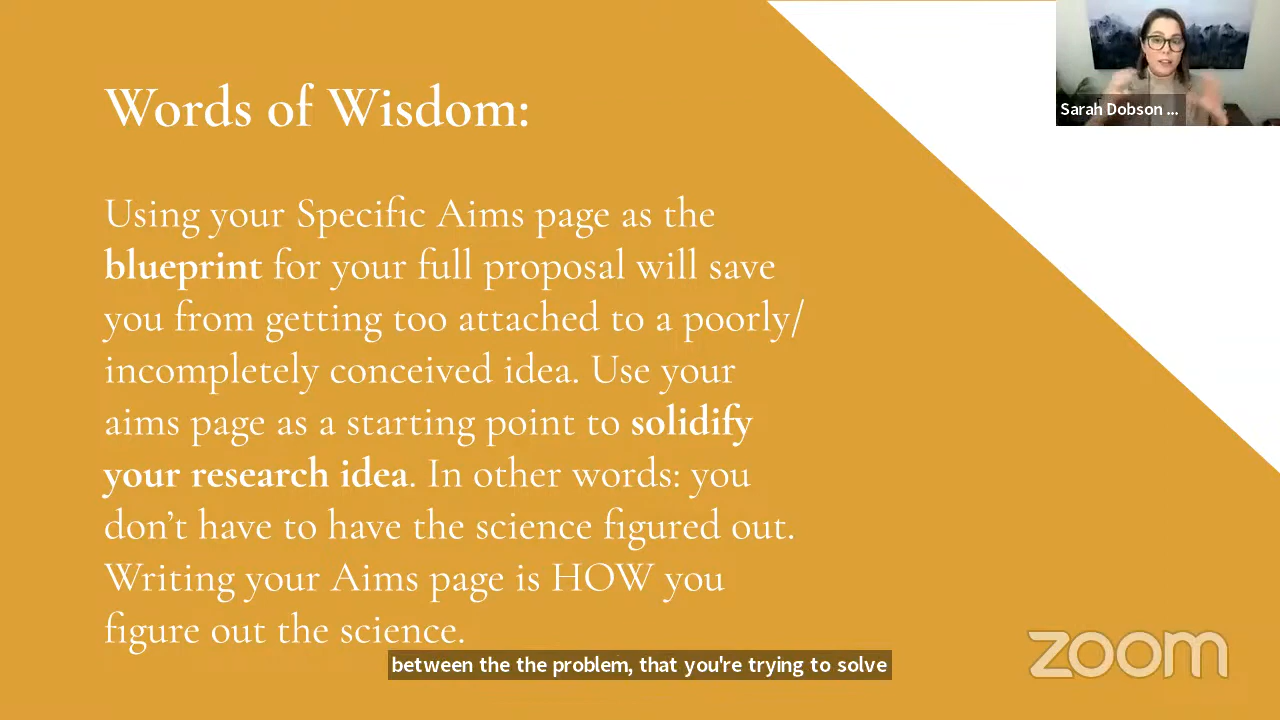 Words of Wisdom:
Using your Specific Aims page as the
blueprint for your full proposal will save
you from getting too attached to a poorly/
incompletely conceived idea. Use your
aims page as a starting point to solidify
your research idea. In other words: you
don't have to have the science figured out.
Writing your Aims page is HOW you
figure out the science.
Sarah Dobson ...
between the the problem, that you're trying to solve
zoom